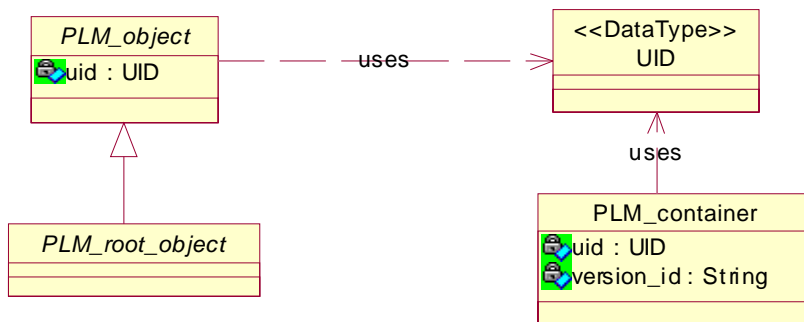 PLM_object
uid : UID
uses
<<DataType>>
UID
uses
PLM_root_object
PLM_container
uid : UID
version_id : String